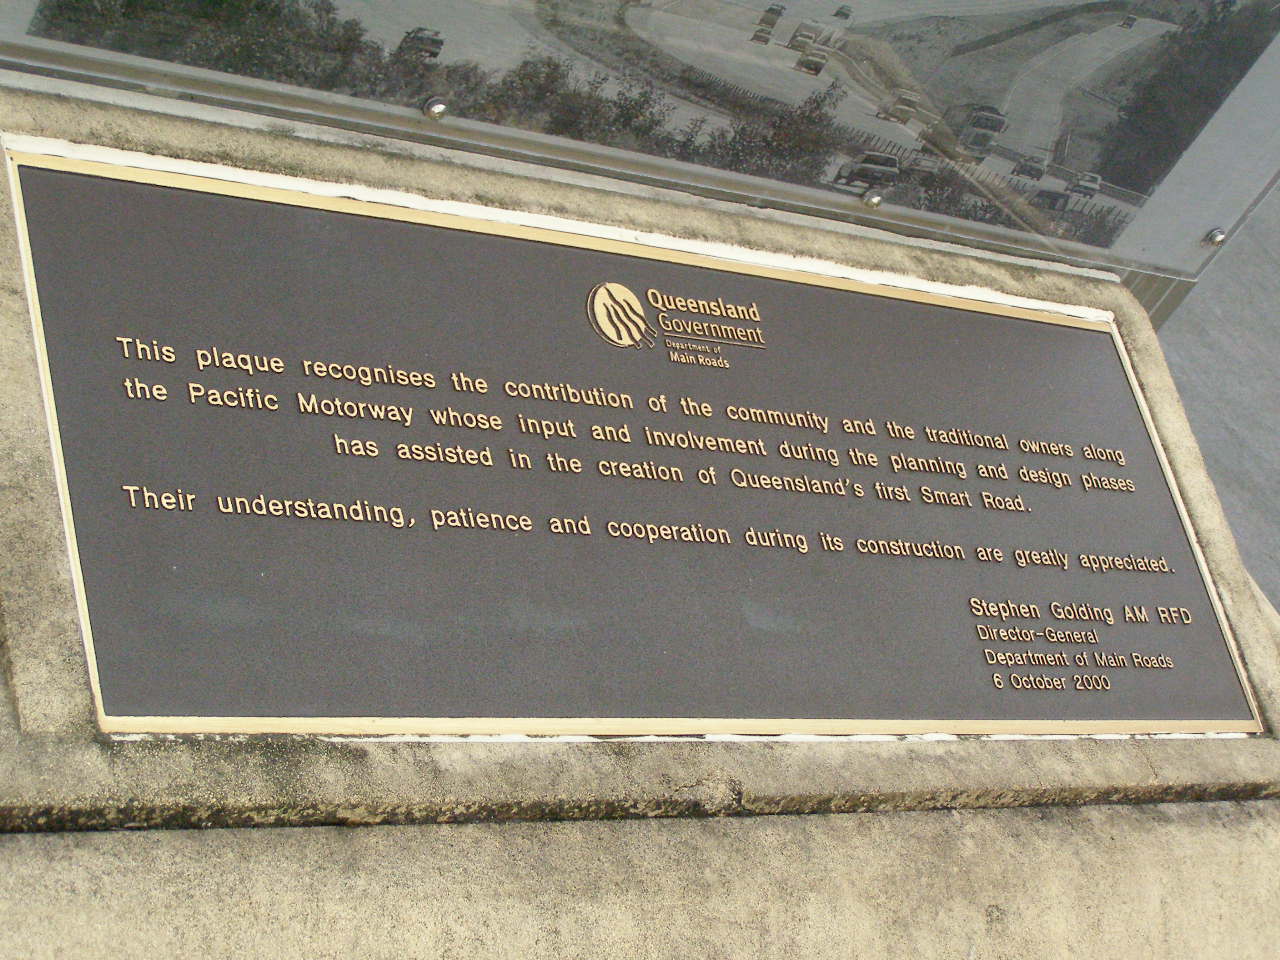 Queensland
Government
Department of
Main Roads
This plaque recognises the contribution of the community and the traditional owners along
the Pacific Motorway whose input and involvement during the planning and design phases
has assisted in the creation of Queensland's first Smart Road.
Their understanding, patience and cooperation during its construction are greatly appreciated.
Stephen Golding AM RFD
Director-General
Department of Main Roads
6 October 2000